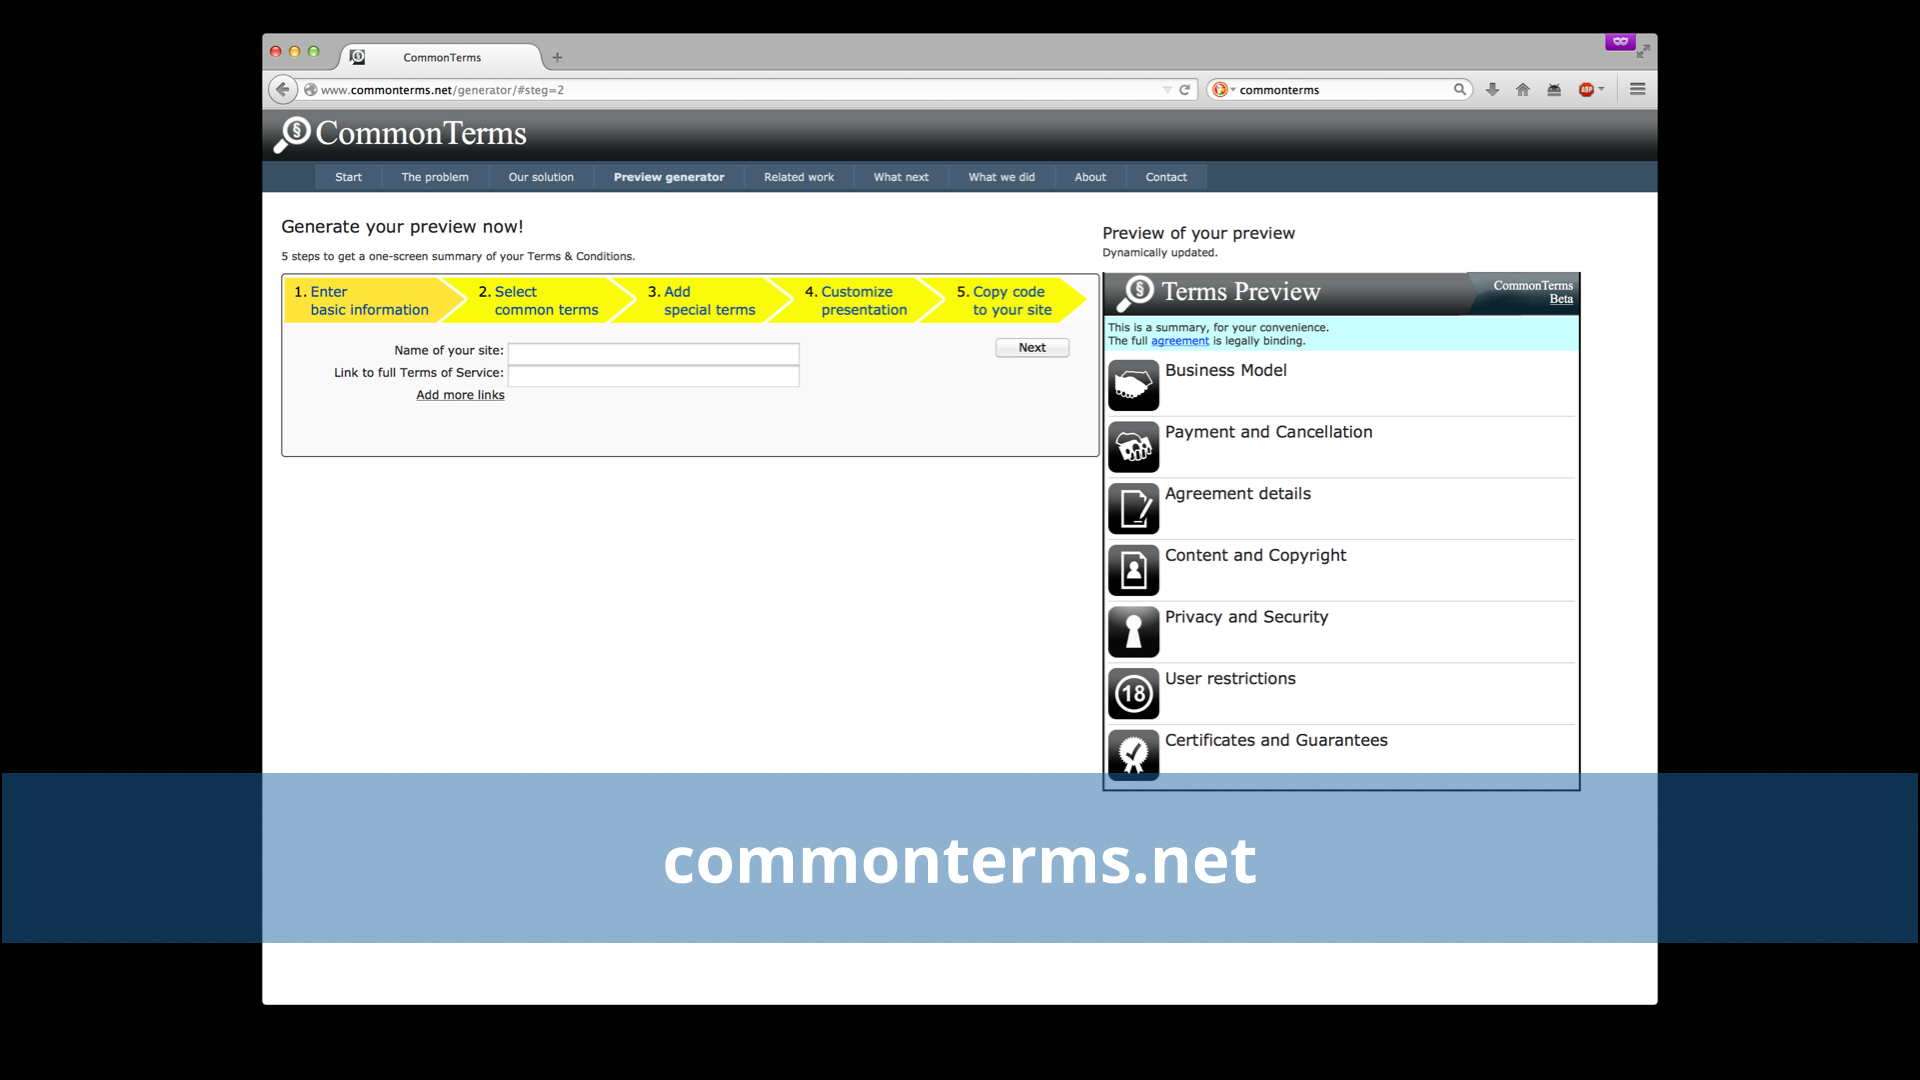 CommonTerms
www.commonterms.net/generator/#steg=2
commonterms
ABP
§ CommonTerms
Start
The problem
Our solution
Preview generator
Related work
What next
What we did
About
Contact
Generate your preview now!
5 steps to get a one-screen summary of your Terms & Conditions.
1. Enter
basic information
2. Select
common terms
3. Add
special terms
4. Customize
presentation
5. Copy code
to your site
Name of your site:
Next
Link to full Terms of Service:
Add more links
Preview of your preview
Dynamically updated.
§ Terms Preview
CommonTerms
Beta
This is a summary, for your convenience.
The full agreement is legally binding.
Business Model
Payment and Cancellation
Agreement details
Content and Copyright
Privacy and Security
18
User restrictions
Certificates and Guarantees
commonterms.net